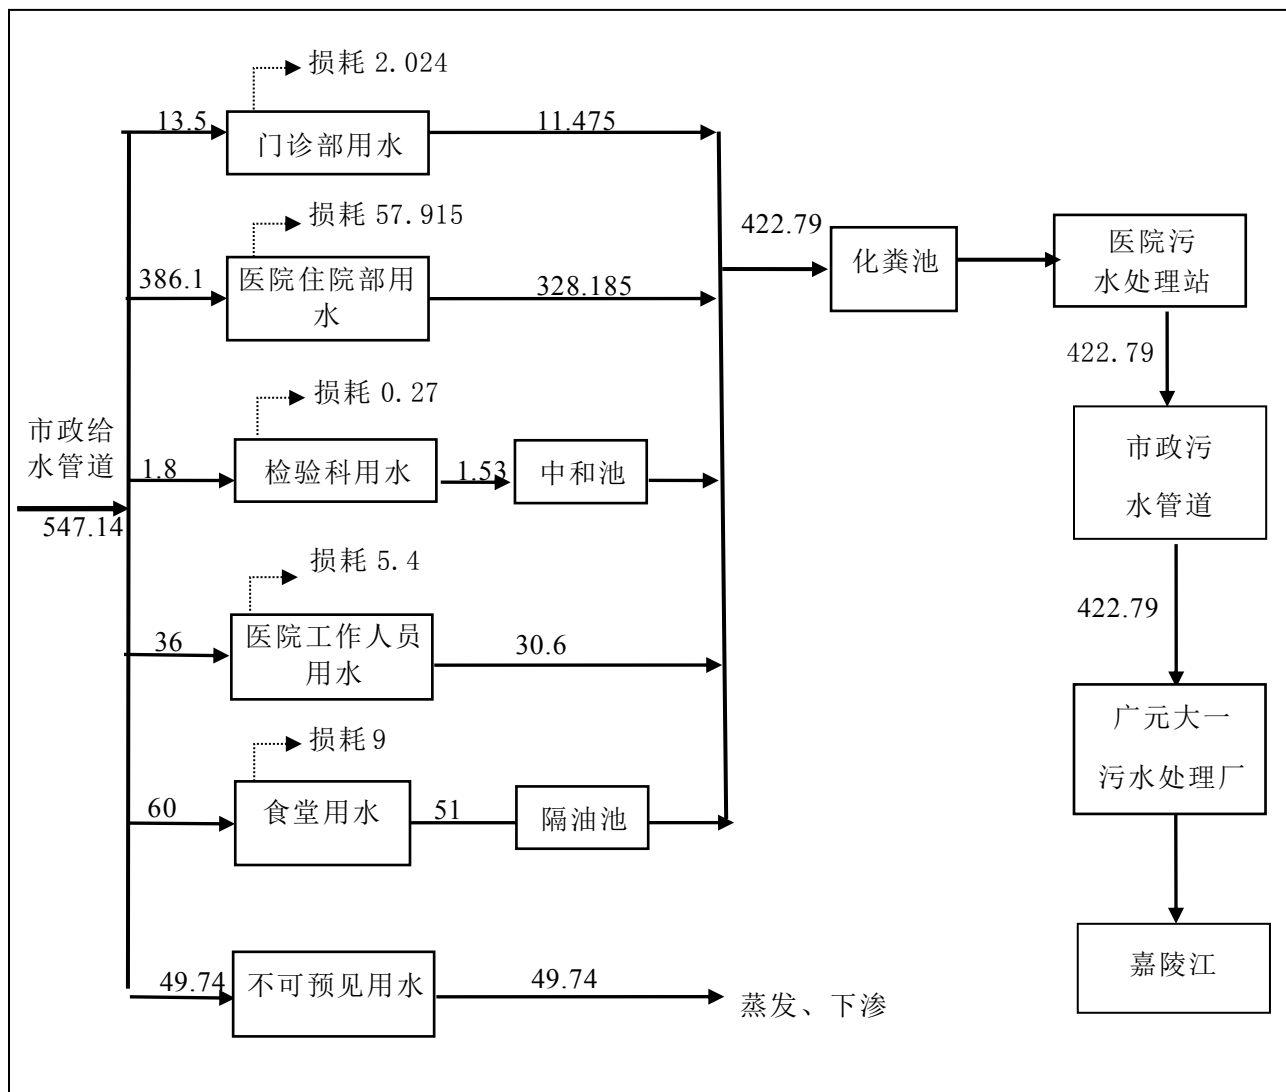 损耗 2.024
13.5
门诊部用水
11.475
损耗 57.915
386.1
医院住院部用
水
328.185
422.79
化粪池
医院污
水处理站
422.79
损耗 0.27
市政给
水管道
547.14
1.8
检验科用水
1.53
中和池
市政污
水管道
422.79
损耗 5.4
36
医院工作人员
用水
30.6
广元大一
污水处理厂
损耗 9
60
食堂用水
51
隔油池
嘉陵江
49.74
不可预见用水
49.74
蒸发、下渗